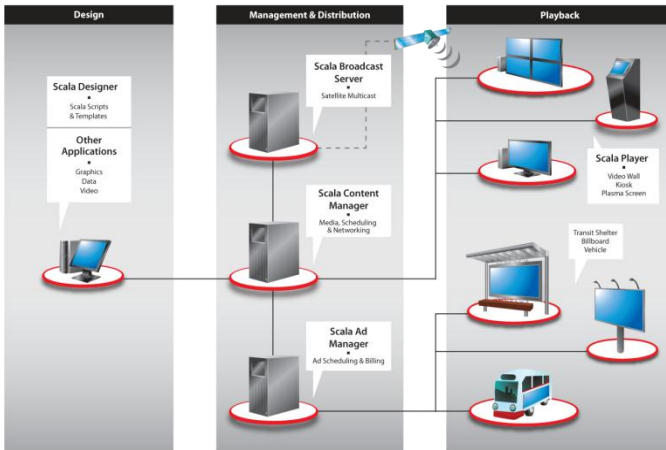 Design
Management & Distribution
Playback
Scala Designer
Scala Scripts
& Templates
Other
Applications
Graphics
Data
Video
Scala Broadcast
Server
Satellite Multicast
Scala Content
Manager
Media, Scheduling
& Networking
Scala Ad
Manager
Ad Scheduling & Billing
Scala Player
Video Wall
Kiosk
Plasma Screen
Transit Shelter
Billboard
Vehicle